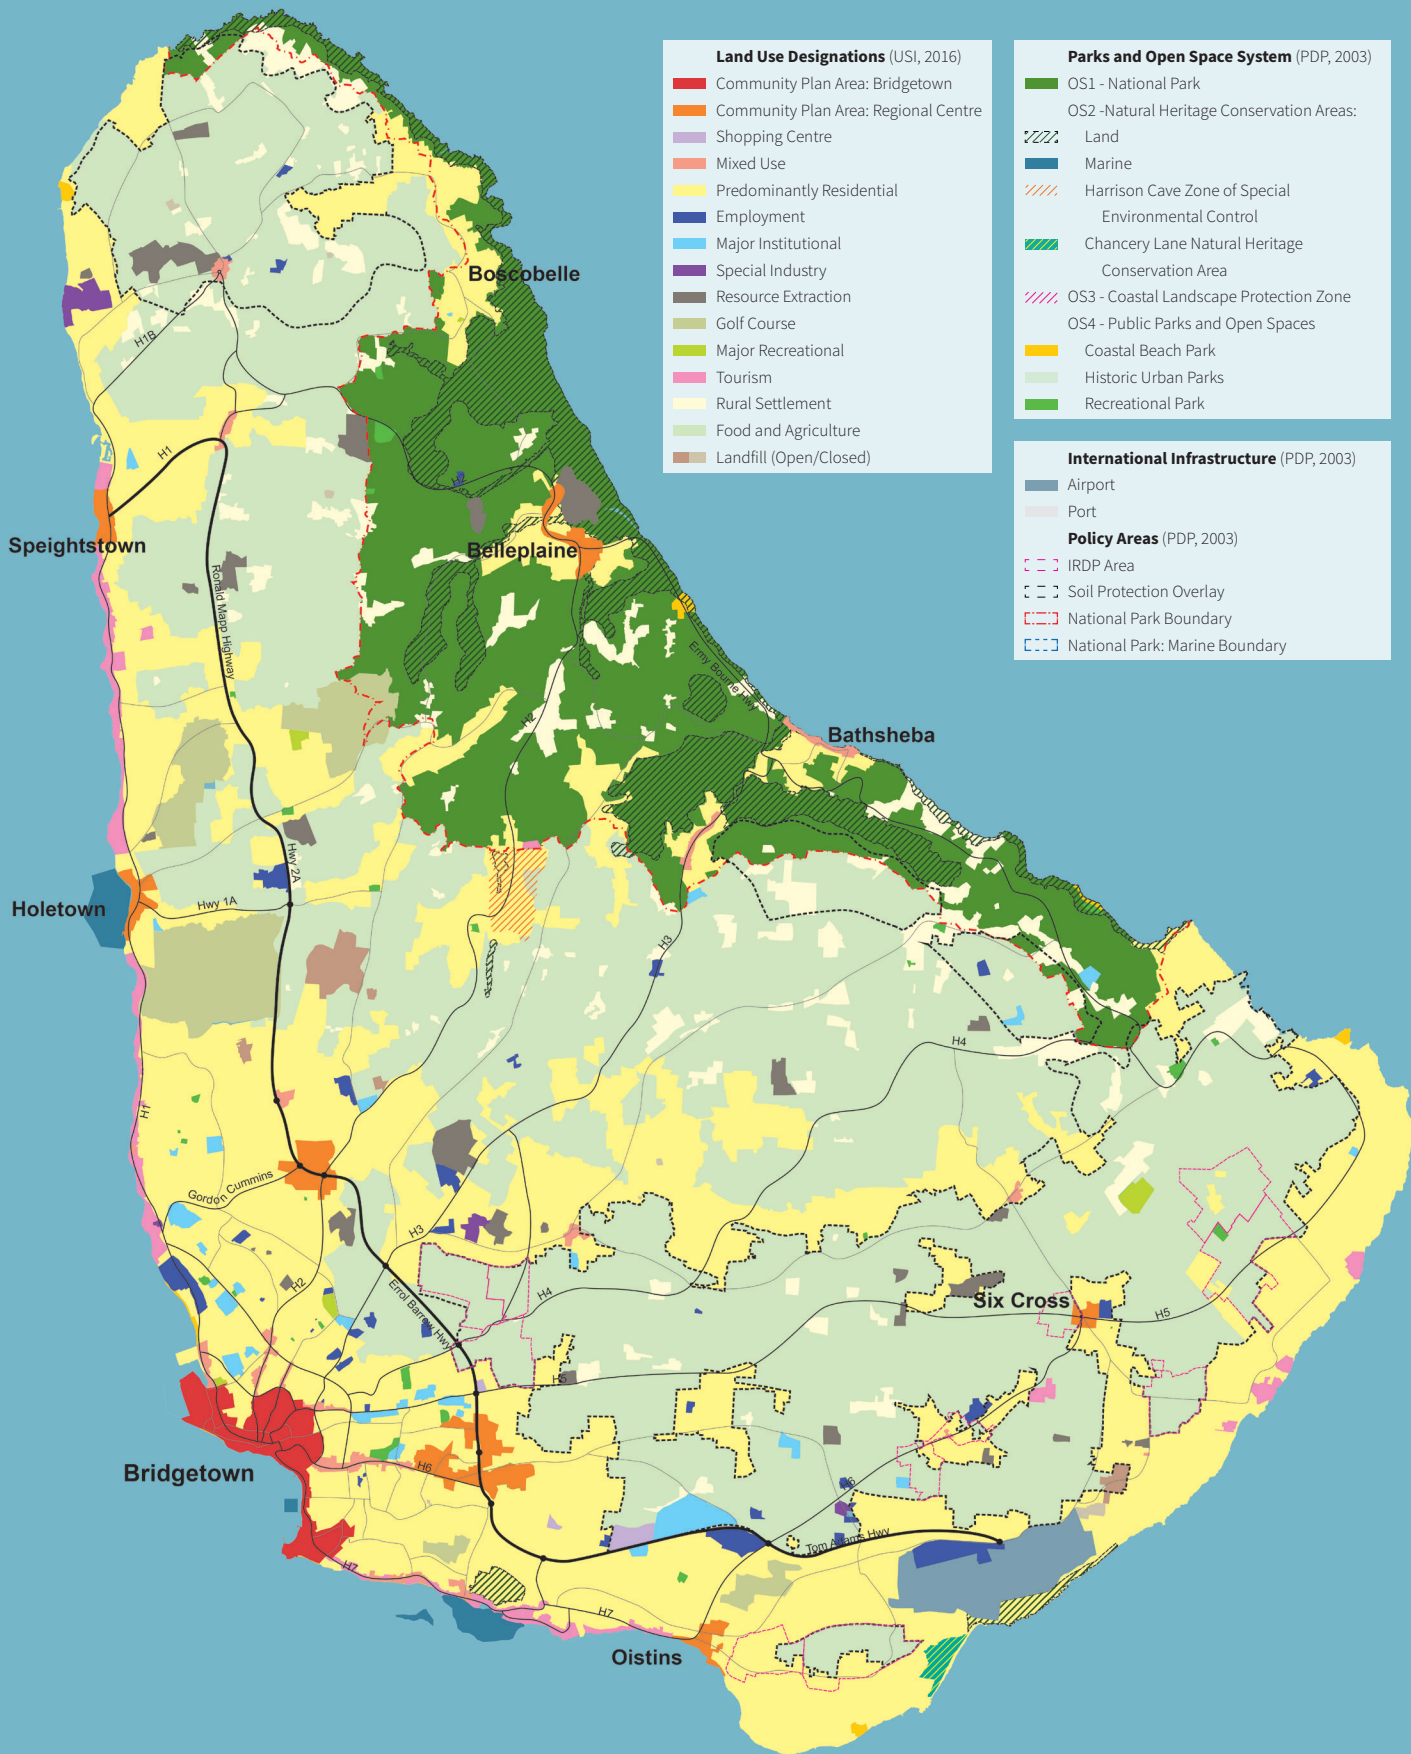 Land Use Designations (USI, 2016)
Community Plan Area: Bridgetown
Community Plan Area: Regional Centre
Shopping Centre
Mixed Use
Predominantly Residential
Employment
Major Institutional
Special Industry
Resource Extraction
Golf Course
Major Recreational
Tourism
Rural Settlement
Food and Agriculture
Landfill (Open/Closed)
Parks and Open Space System (PDP, 2003)
OS1 - National Park
OS2 -Natural Heritage Conservation Areas:
Land
Marine
Harrison Cave Zone of Special
Environmental Control
Chancery Lane Natural Heritage
Conservation Area
OS3 - Coastal Landscape Protection Zone
OS4 - Public Parks and Open Spaces
Coastal Beach Park
Historic Urban Parks
Recreational Park
International Infrastructure (PDP, 2003)
Airport
Port
Policy Areas (PDP, 2003)
IRDP Area
Soil Protection Overlay
National Park Boundary
National Park: Marine Boundary
Boscobelle
H1B
H1
Speightstown
Belleplaine
Ronald Mapp Highway
Ermy Bourne Hwy
H2
Bathsheba
Hwy 2A
Hwy 1A
Holetown
H3
H4
H1
Gordon Cummins
H3
H2
Errol Barrow Hwy
H4
Six Cross
H5
H5
Bridgetown
H6
H6
Tom Adams Hwy
H7
H7
Oistins